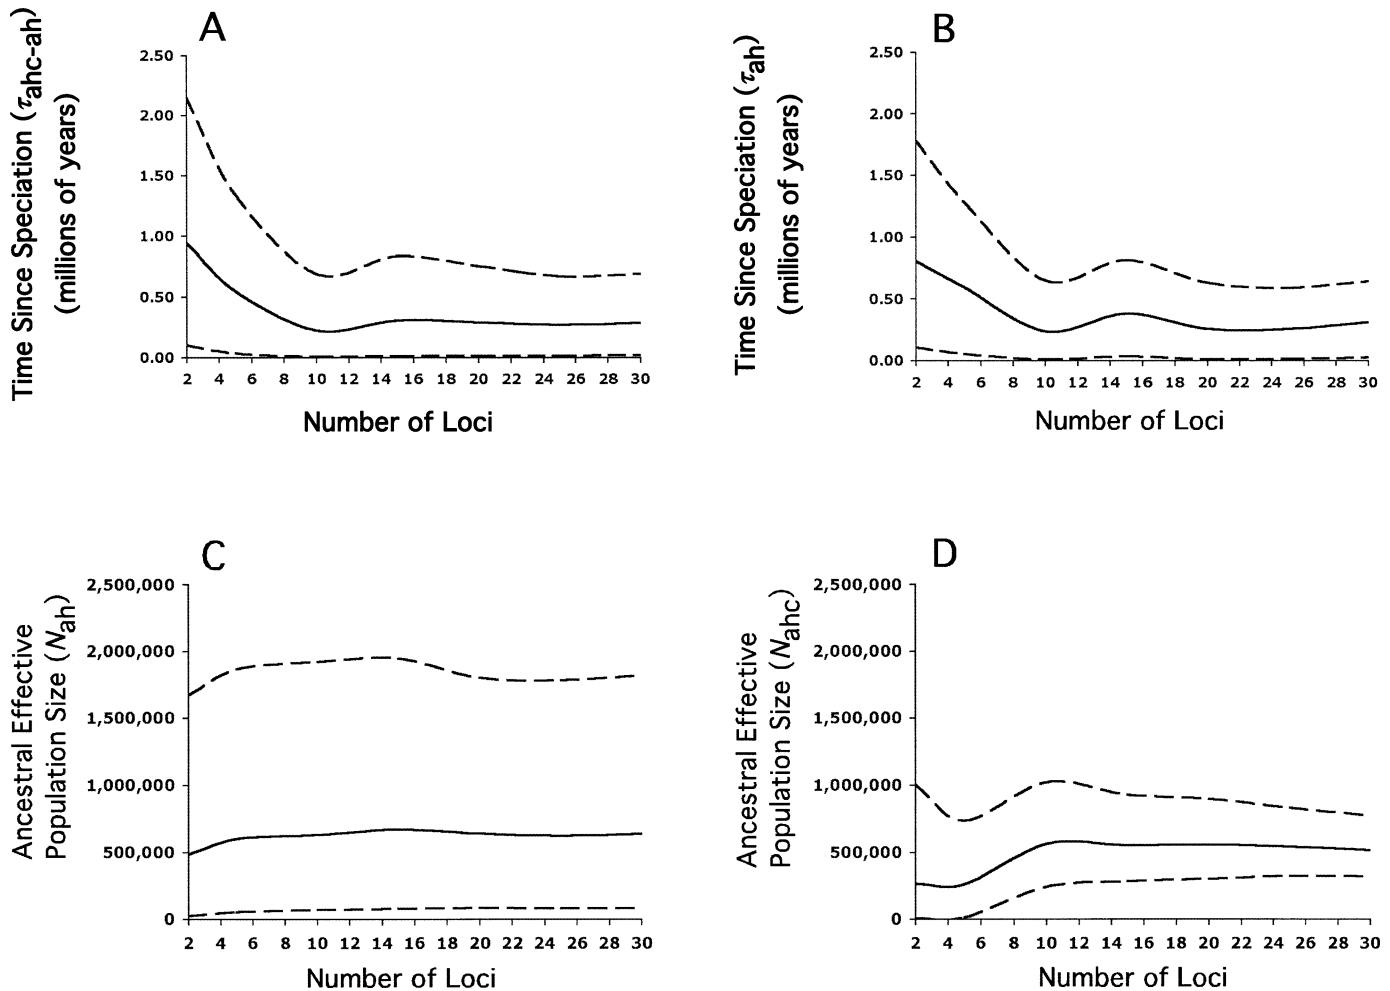 A
Time Since Speciation (τahc-ah)
(millions of years)
2.50
2.00
1.50
1.00
0.50
0.00
2 4 6 8 10 12 14 16 18 20 22 24 26 28 30
Number of Loci
B
Time Since Speciation (τah)
(millions of years)
2.50
2.00
1.50
1.00
0.50
0.00
2 4 6 8 10 12 14 16 18 20 22 24 26 28 30
Number of Loci
C
Ancestral Effective
Population Size (Nah)
2,500,000
2,000,000
1,500,000
1,000,000
500,000
0
2 4 6 8 10 12 14 16 18 20 22 24 26 28 30
Number of Loci
D
Ancestral Effective
Population Size (Nahc)
2,500,000
2,000,000
1,500,000
1,000,000
500,000
0
2 4 6 8 10 12 14 16 18 20 22 24 26 28 30
Number of Loci